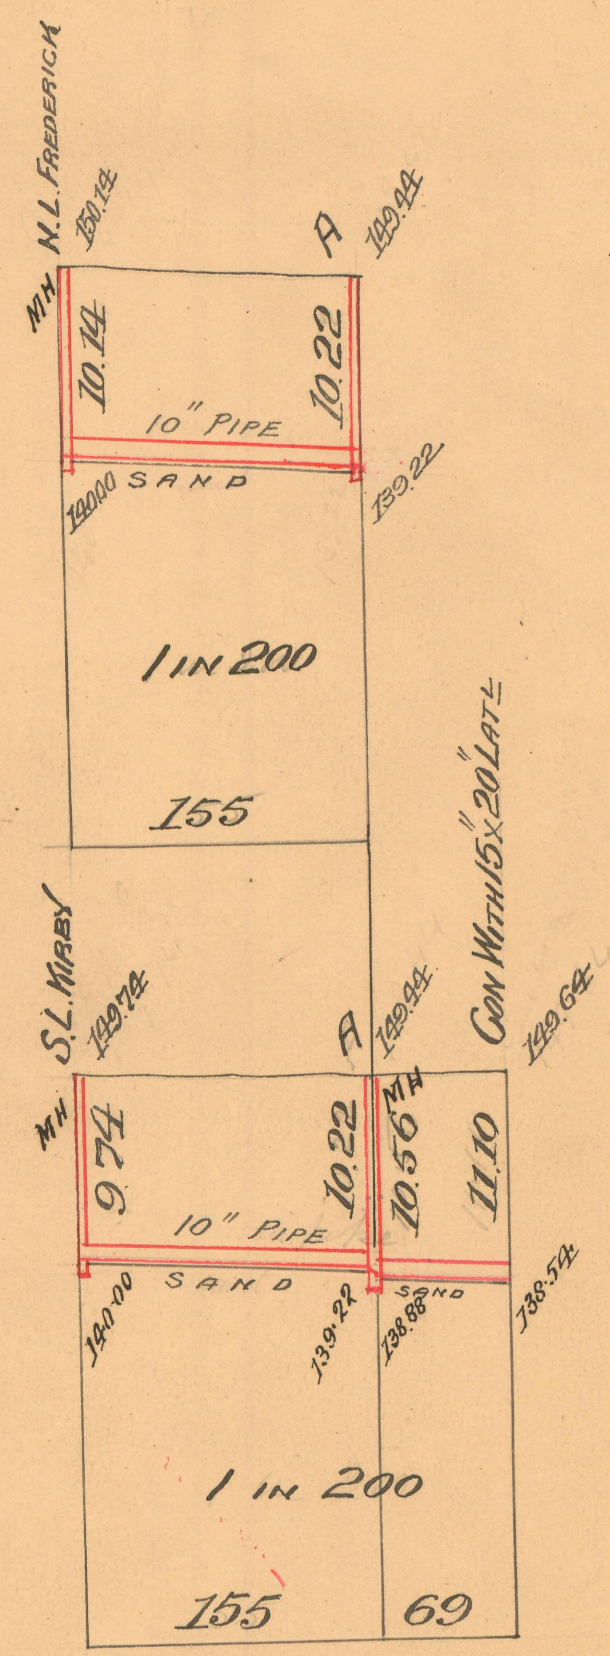 N.L. FREDERICK
150.14
A
149.44
MH
10.14
10.22
10" PIPE
SAND
140.00
139.22
1 IN 200
155
S.L. KIRBY
149.74
A
149.44
CON WITH 15" X 20" LATL
149.64
MH
9.74
10.22
MH
10.56
11.10
10" PIPE
SAND
SAND
140.00
139.22
138.88
138.54
1 IN 200
155
69